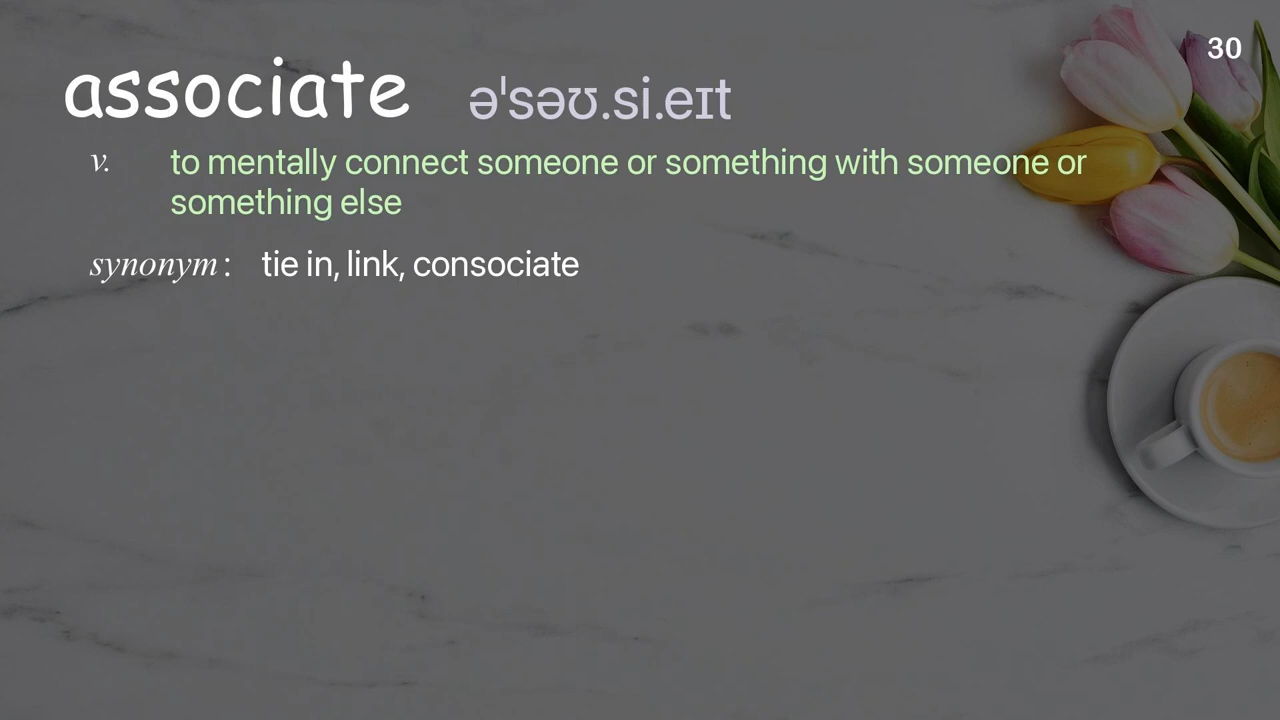 30
associate əˈsəʊ.si.eɪt
v. to mentally connect someone or something with someone or
something else
synonym: tie in, link, consociate